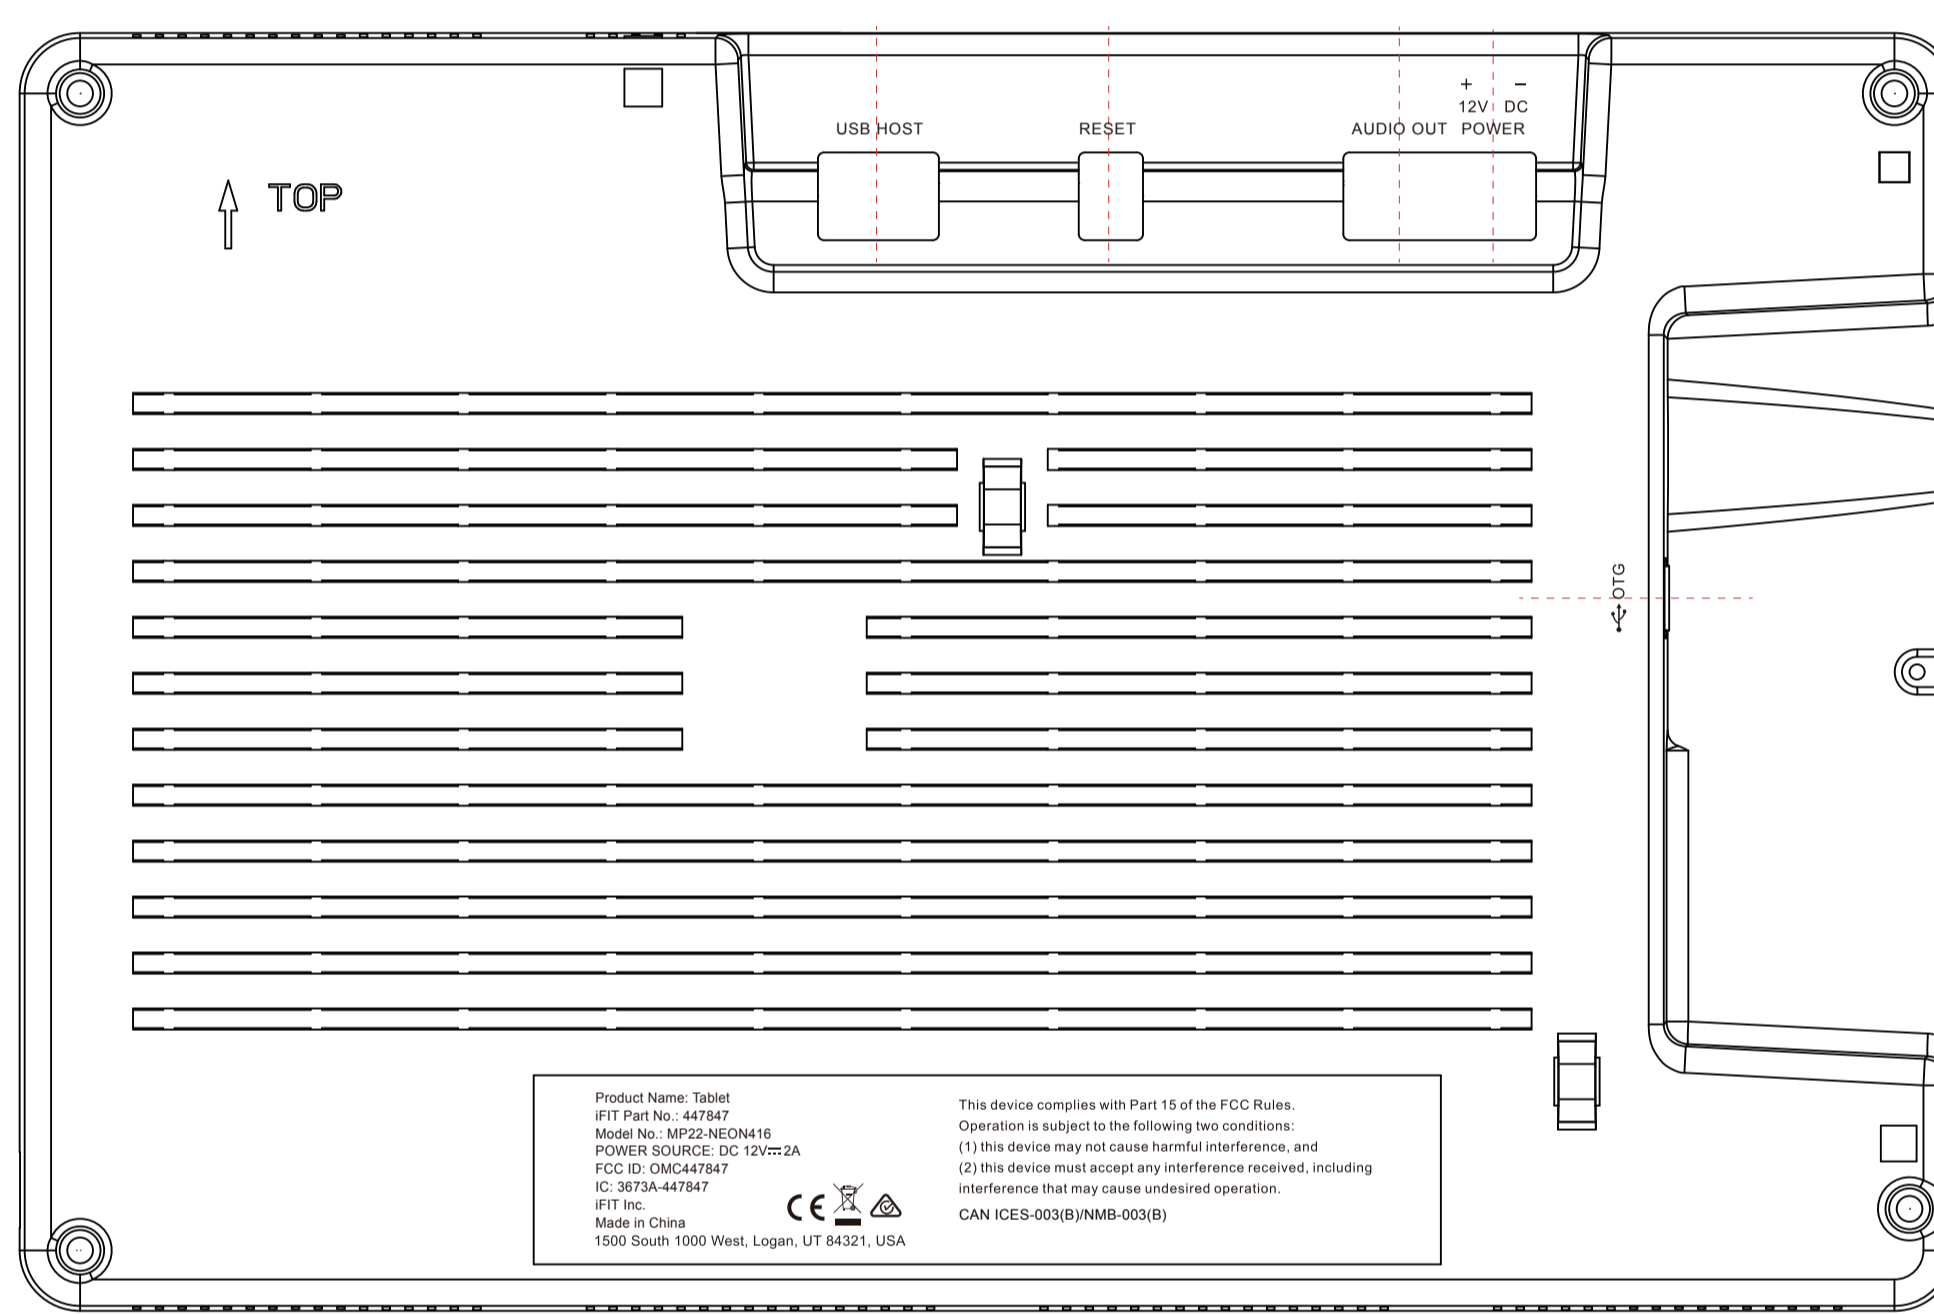 + −
12V DC
USB HOST RESET AUDIO OUT POWER
TOP
OTG
Product Name: Tablet
iFIT Part No.: 447847
Model No.: MP22-NEON416
POWER SOURCE: DC 12V⎓2A
FCC ID: OMC447847
IC: 3673A-447847
iFIT Inc.
Made in China
1500 South 1000 West, Logan, UT 84321, USA
CE
This device complies with Part 15 of the FCC Rules.
Operation is subject to the following two conditions:
(1) this device may not cause harmful interference, and
(2) this device must accept any interference received, including
interference that may cause undesired operation.
CAN ICES-003(B)/NMB-003(B)